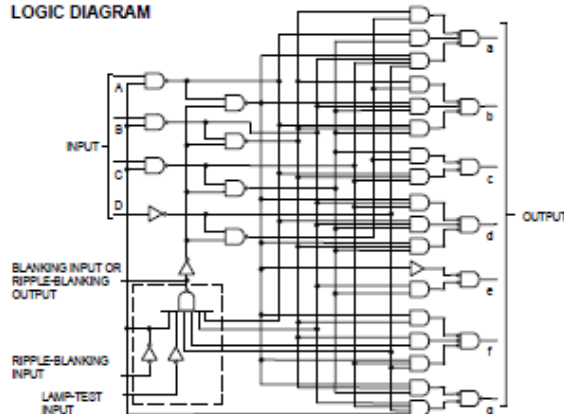 LOGIC DIAGRAM
a
A
b
B
INPUT
C
c
D
d
OUTPUT
BLANKING INPUT OR
RIPPLE-BLANKING
OUTPUT
e
f
RIPPLE-BLANKING
INPUT
LAMP-TEST
INPUT
g